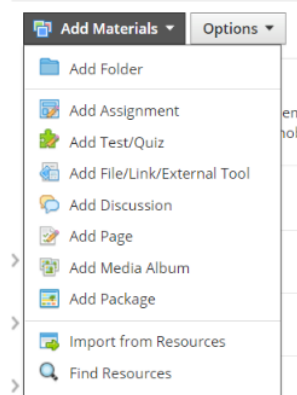 Add Materials Options
Add Folder
Add Assignment
Add Test/Quiz
Add File/Link/External Tool
Add Discussion
Add Page
Add Media Album
Add Package
Import from Resources
Find Resources